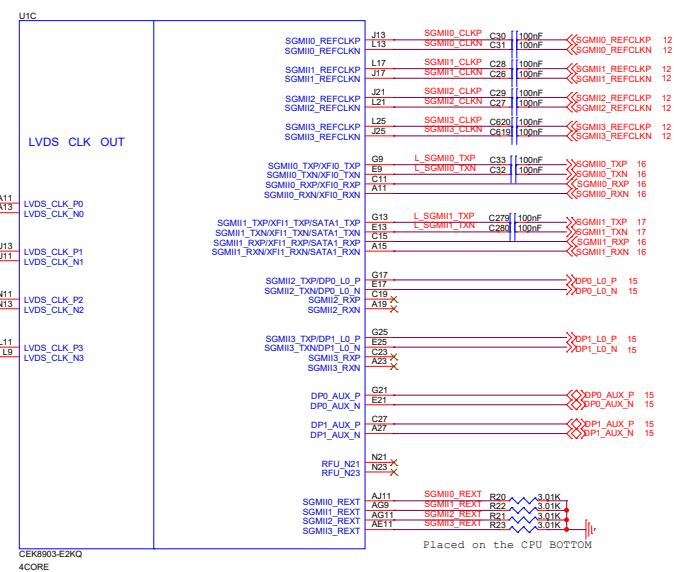 U1C
SGMII0_REFCLKP J13 SGMII0_CLKP C30 100nF SGMII0_REFCLKP 12
SGMII0_REFCLKN L13 SGMII0_CLKN C31 100nF SGMII0_REFCLKN 12
SGMII1_REFCLKP L17 SGMII1_CLKP C28 100nF SGMII1_REFCLKP 12
SGMII1_REFCLKN J17 SGMII1_CLKN C26 100nF SGMII1_REFCLKN 12
SGMII2_REFCLKP J21 SGMII2_CLKP C29 100nF SGMII2_REFCLKP 12
SGMII2_REFCLKN L21 SGMII2_CLKN C27 100nF SGMII2_REFCLKN 12
SGMII3_REFCLKP L25 SGMII3_CLKP C620 100nF SGMII3_REFCLKP 12
SGMII3_REFCLKN J25 SGMII3_CLKN C619 100nF SGMII3_REFCLKN 12
LVDS CLK OUT
SGMII0_TXP/XFI0_TXP G9 L_SGMII0_TXP C33 100nF SGMII0_TXP 16
SGMII0_TXN/XFI0_TXN E9 L_SGMII0_TXN C32 100nF SGMII0_TXN 16
SGMII0_RXP/XFI0_RXP C11 SGMII0_RXP 16
SGMII0_RXN/XFI0_RXN A11 SGMII0_RXN 16
A11 LVDS_CLK_P0
A13 LVDS_CLK_N0
SGMII1_TXP/XFI1_TXP/SATA1_TXP G13 L_SGMII1_TXP C279 100nF SGMII1_TXP 17
SGMII1_TXN/XFI1_TXN/SATA1_TXN E13 L_SGMII1_TXN C280 100nF SGMII1_TXN 17
SGMII1_RXP/XFI1_RXP/SATA1_RXP C15 SGMII1_RXP 16
SGMII1_RXN/XFI1_RXN/SATA1_RXN A15 SGMII1_RXN 16
J13 LVDS_CLK_P1
J11 LVDS_CLK_N1
SGMII2_TXP/DP0_L0_P G17 DP0_L0_P 15
SGMII2_TXN/DP0_L0_N E17 DP0_L0_N 15
SGMII2_RXP C19
SGMII2_RXN A19
N11 LVDS_CLK_P2
N13 LVDS_CLK_N2
SGMII3_TXP/DP1_L0_P G25 DP1_L0_P 15
SGMII3_TXN/DP1_L0_N E25 DP1_L0_N 15
SGMII3_RXP C23
SGMII3_RXN A23
L11 LVDS_CLK_P3
L9 LVDS_CLK_N3
DP0_AUX_P G21 DP0_AUX_P 15
DP0_AUX_N E21 DP0_AUX_N 15
DP1_AUX_P C27 DP1_AUX_P 15
DP1_AUX_N A27 DP1_AUX_N 15
RFU_N21 N21
RFU_N23 N23
SGMII0_REXT AJ11 SGMII0_REXT R20 3.01K
SGMII1_REXT AG9 SGMII1_REXT R22 3.01K
SGMII2_REXT AG11 SGMII2_REXT R21 3.01K
SGMII3_REXT AE11 SGMII3_REXT R23 3.01K
Placed on the CPU BOTTOM
CEK8903-E2KQ
4CORE